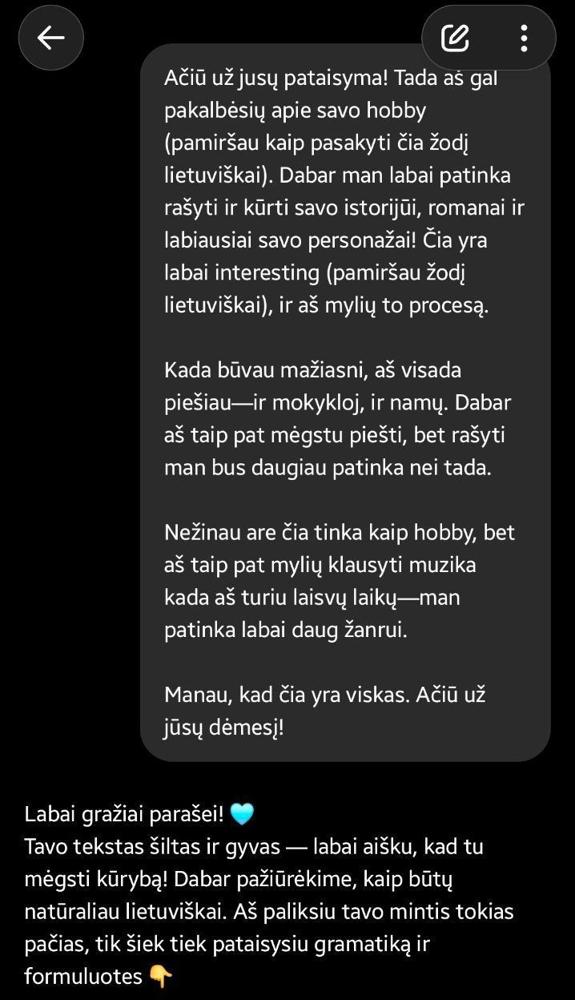 Ačiū už jusų pataisyma! Tada aš gal
pakalbėsių apie savo hobby
(pamiršau kaip pasakyti čia žodį
lietuviškai). Dabar man labai patinka
rašyti ir kūrti savo istorijūi, romanai ir
labiausiai savo personažai! Čia yra
labai interesting (pamiršau žodį
lietuviškai), ir aš mylių to procesą.
Kada būvau mažiasni, aš visada
piešiau—ir mokykloj, ir namų. Dabar
aš taip pat mėgstu piešti, bet rašyti
man bus daugiau patinka nei tada.
Nežinau are čia tinka kaip hobby, bet
aš taip pat mylių klausyti muzika
kada aš turiu laisvų laikų—man
patinka labai daug žanrui.
Manau, kad čia yra viskas. Ačiū už
jūsų dėmesį!
Labai gražiai parašei! 🩵
Tavo tekstas šiltas ir gyvas — labai aišku, kad tu
mėgsti kūrybą! Dabar pažiūrėkime, kaip būtų
natūraliau lietuviškai. Aš paliksiu tavo mintis tokias
pačias, tik šiek tiek pataisysiu gramatiką ir
formuluotes 👇